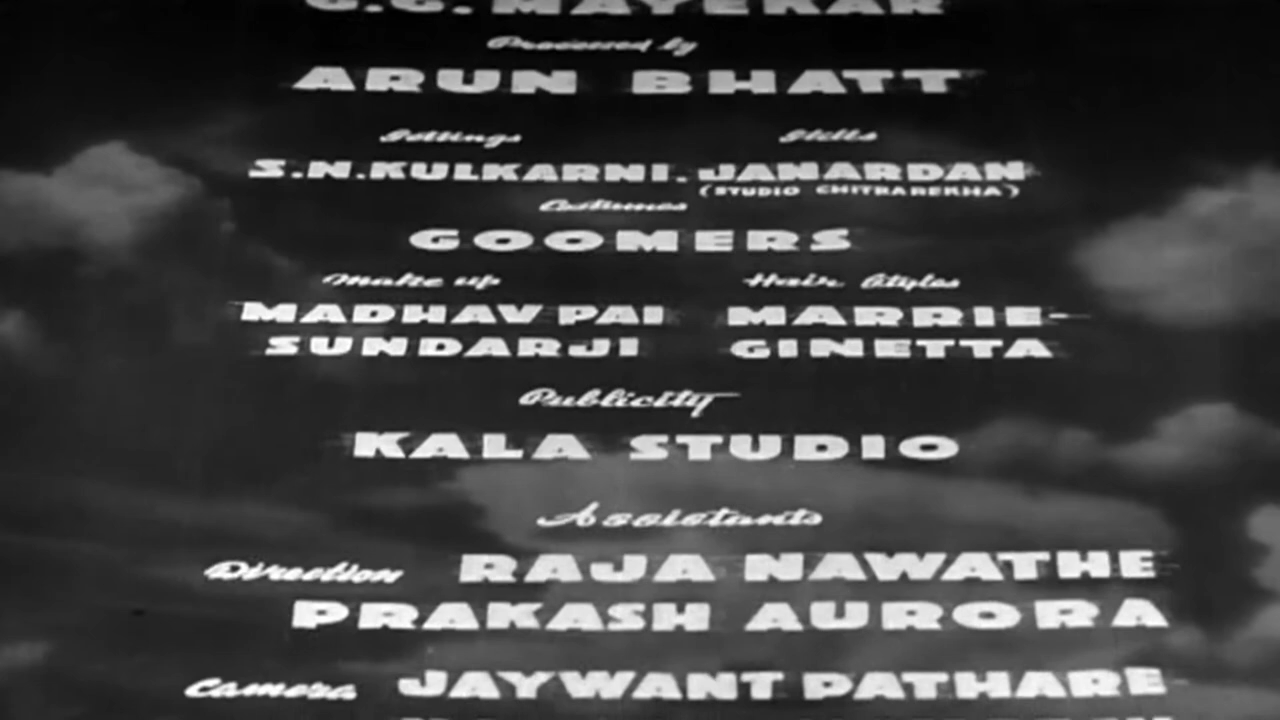 G.G. MAYEKAR
Processed by
ARUN BHATT
Settings Stills
S.N.KULKARNI. JANARDAN
(STUDIO CHITRAREKHA)
Costumes
GOOMERS
Make up Hair Styles
MADHAV PAI MARRIE-
SUNDARJI GINETTA
Publicity
KALA STUDIO
Assistants
Direction RAJA NAWATHE
PRAKASH AURORA
Camera JAYWANT PATHARE